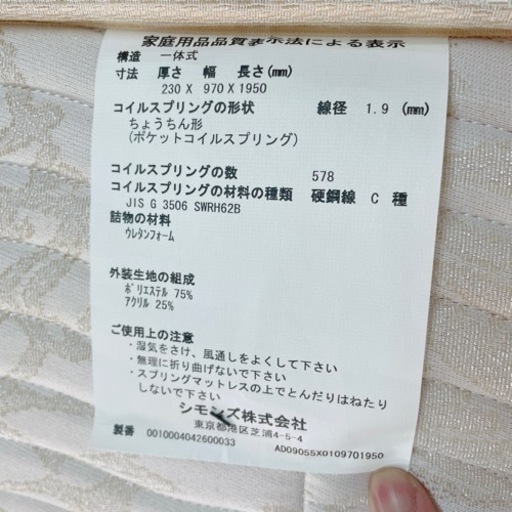 家庭用品品質表示法による表示
構造 一体式
寸法 厚さ 幅 長さ(mm)
230 X 970 X 1950
コイルスプリングの形状 線径 1.9 (mm)
ちょうちん形
(ポケットコイルスプリング)
コイルスプリングの数 578
コイルスプリングの材料の種類 硬鋼線 C 種
JIS G 3506 SWRH62B
詰物の材料
ウレタンフォーム
外装生地の組成
ポリエステル 75%
アクリル 25%
ご使用上の注意
・湿気をさけ、風通しをよくして下さい
・無理に折り曲げないで下さい
・スプリングマットレスの上でとんだりはねたり
しないで下さい
シモンズ株式会社
東京都港区芝浦4-5-4
製番 0010004042600033
AD09055X0109701950